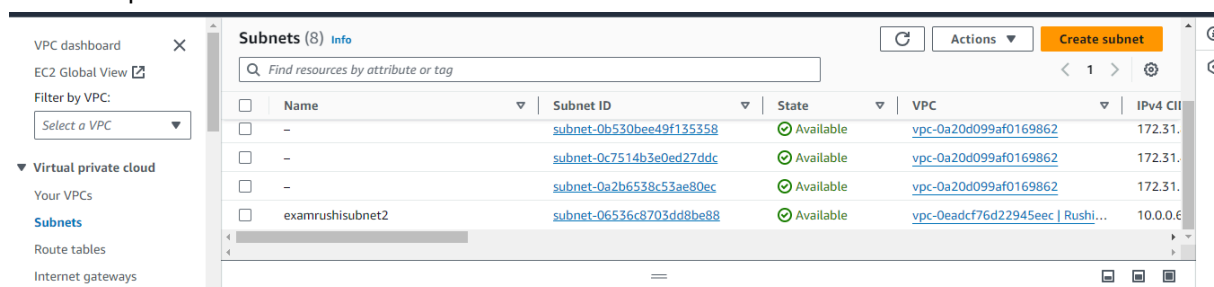 VPC dashboard
EC2 Global View
Filter by VPC:
Select a VPC
Virtual private cloud
Your VPCs
Subnets
Route tables
Internet gateways
Subnets (8) Info
Actions
Create subnet
Find resources by attribute or tag
1
Name Subnet ID State VPC IPv4
– subnet-0b530bee49f135358 Available vpc-0a20d099af0169862 172.31.
– subnet-0c7514b3e0ed27ddc Available vpc-0a20d099af0169862 172.31.
– subnet-0a2b6538c53ae80ec Available vpc-0a20d099af0169862 172.31.
examrushisubnet2 subnet-06536c8703dd8be88 Available vpc-0eadcf76d22945eec | Rushi... 10.0.0.6